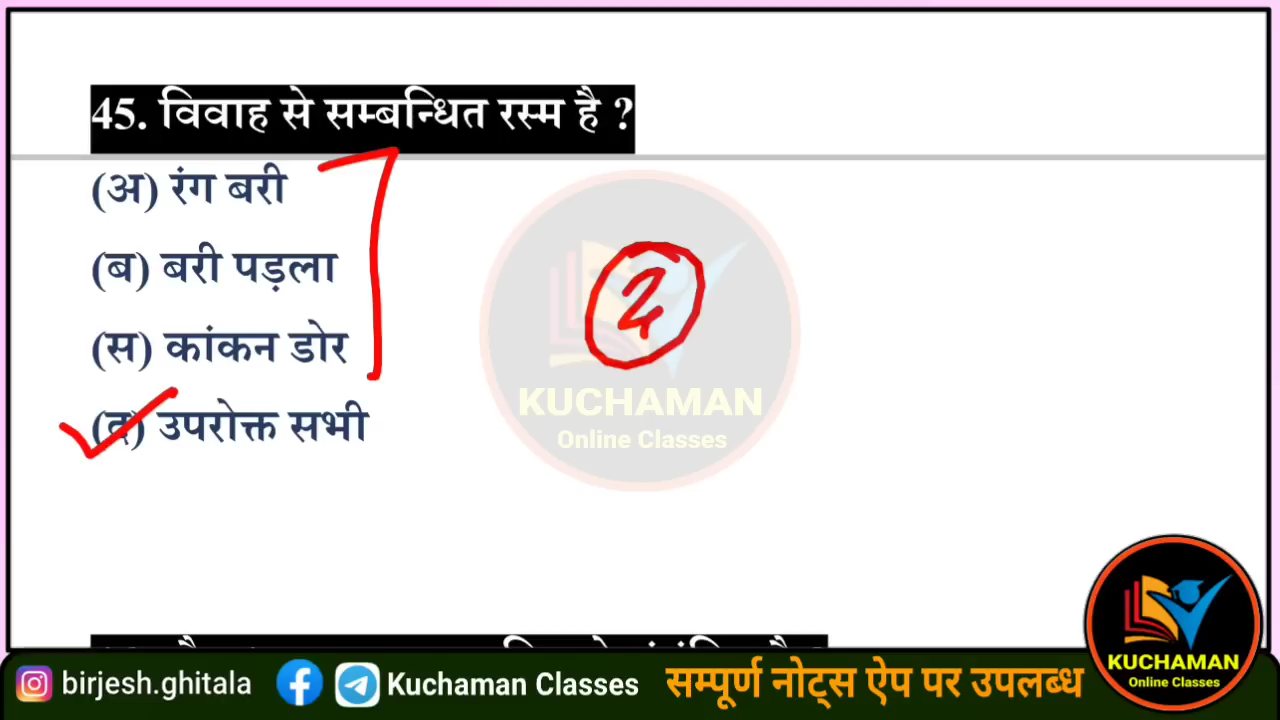 45. विवाह से सम्बन्धित रस्म है ?
(अ) रंग बरी
(ब) बरी पड़ला
(स) कांकन डोर
(द) उपरोक्त सभी
द
KUCHAMAN
Online Classes
birjesh.ghitala
Kuchaman Classes
सम्पूर्ण नोट्स ऐप पर उपलब्ध
KUCHAMAN
Online Classes